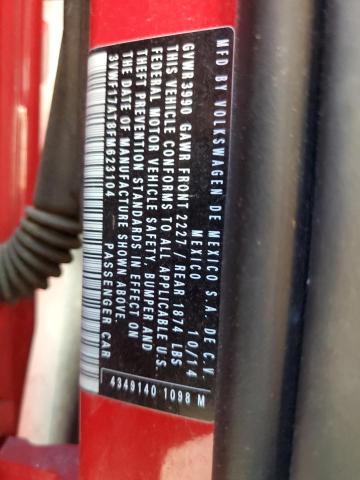 MFD BY VOLKSWAGEN DE MEXICO S.A. DE C.V.
MEXICO 10/14
GVWR 3990 GAWR FRONT 2227/ REAR 1874 LBS
THIS VEHICLE CONFORMS TO ALL APPLICABLE U.S.
FEDERAL MOTOR VEHICLE SAFETY, BUMPER AND
THEFT PREVENTION STANDARDS IN EFFECT ON
THE DATE OF MANUFACTURE SHOWN ABOVE.
3VWF17AT9FM623104 PASSENGER CAR
4349140 1098 M